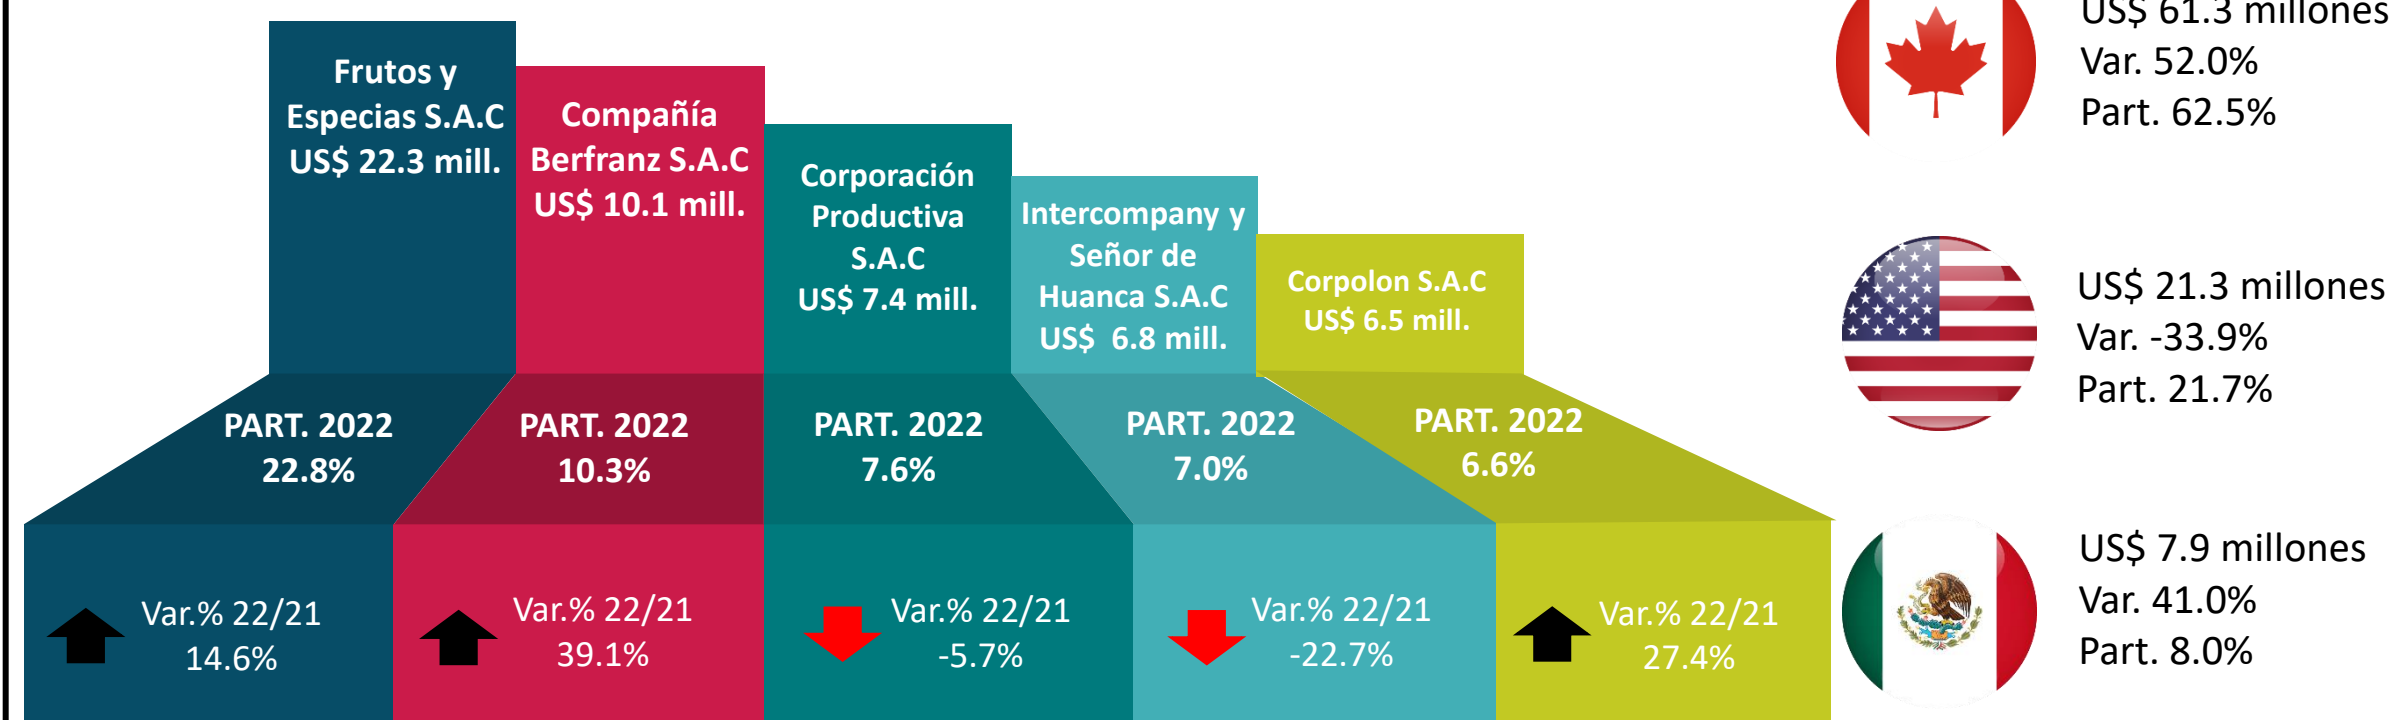 Frutos y
Especias S.A.C
US$ 22.3 mill.
Compañía
Berfranz S.A.C
US$ 10.1 mill.
Corporación
Productiva
S.A.C
US$ 7.4 mill.
Intercompany y
Señor de
Huanca S.A.C
US$ 6.8 mill.
Corpolon S.A.C
US$ 6.5 mill.
PART. 2022
22.8%
PART. 2022
10.3%
PART. 2022
7.6%
PART. 2022
7.0%
PART. 2022
6.6%
Var.% 22/21
14.6%
Var.% 22/21
39.1%
Var.% 22/21
-5.7%
Var.% 22/21
-22.7%
Var.% 22/21
27.4%
US$ 61.3 millones
Var. 52.0%
Part. 62.5%
US$ 21.3 millones
Var. -33.9%
Part. 21.7%
US$ 7.9 millones
Var. 41.0%
Part. 8.0%